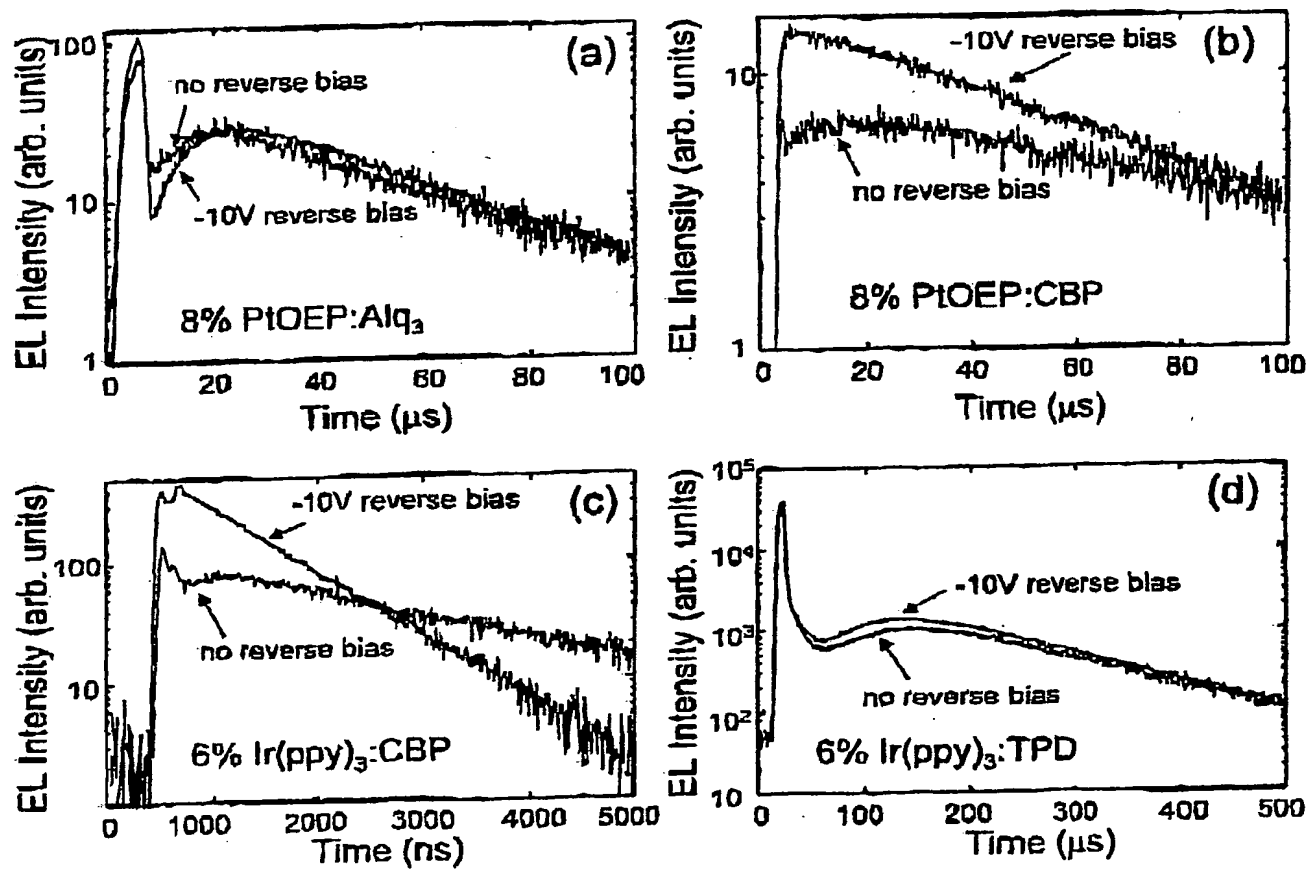 (a)
EL Intensity (arb. units)
100
10
1
no reverse bias
-10V reverse bias
8% PtOEP:Alq₃
0 20 40 60 80 100
Time (μs)
(b)
EL Intensity (arb. units)
10
1
-10V reverse bias
no reverse bias
8% PtOEP:CBP
0 20 40 60 80 100
Time (μs)
(c)
EL Intensity (arb. units)
100
10
-10V reverse bias
no reverse bias
6% Ir(ppy)₃:CBP
0 1000 2000 3000 4000 5000
Time (ns)
(d)
EL Intensity (arb. units)
10⁵
10⁴
10³
10²
10
-10V reverse bias
no reverse bias
6% Ir(ppy)₃:TPD
0 100 200 300 400 500
Time (μs)